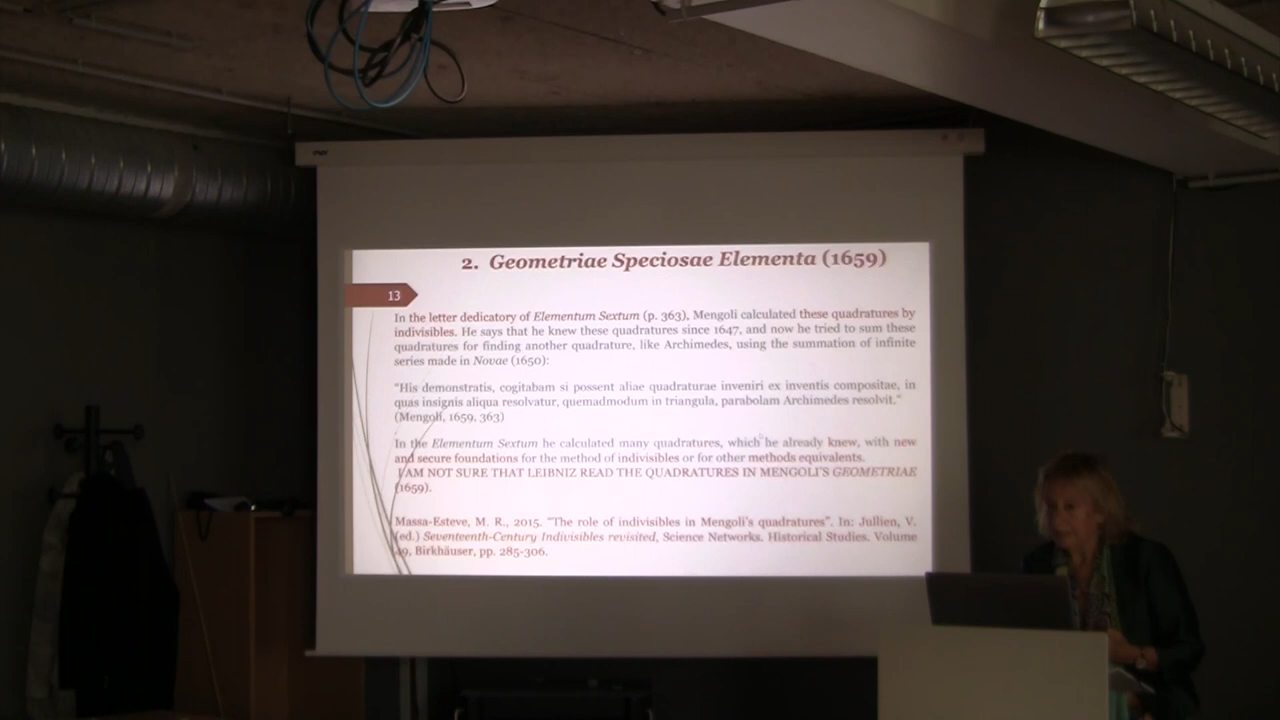 2. Geometriae Speciosae Elementa (1659)
13
In the letter dedicatory of Elementum Sextum (p. 363), Mengoli calculated these quadratures by
indivisibles. He says that he knew these quadratures since 1647, and now he tried to sum these
quadratures for finding another quadrature, like Archimedes, using the summation of infinite
series made in Novae (1650):
"His demonstratis, cogitabam si possent aliae quadraturae inveniri ex inventis compositae, in
quas insignis aliqua resolvatur, quemadmodum in triangula, parabolam Archimedes resolvit."
(Mengoli, 1659, 363)
In the Elementum Sextum he calculated many quadratures, which he already knew, with new
and secure foundations for the method of indivisibles or for other methods equivalents.
I AM NOT SURE THAT LEIBNIZ READ THE QUADRATURES IN MENGOLI'S GEOMETRIAE
(1659).
Massa-Esteve, M. R., 2015. "The role of indivisibles in Mengoli's quadratures". In: Jullien, V.
(ed.) Seventeenth-Century Indivisibles revisited, Science Networks. Historical Studies. Volume
49, Birkhäuser, pp. 285-306.